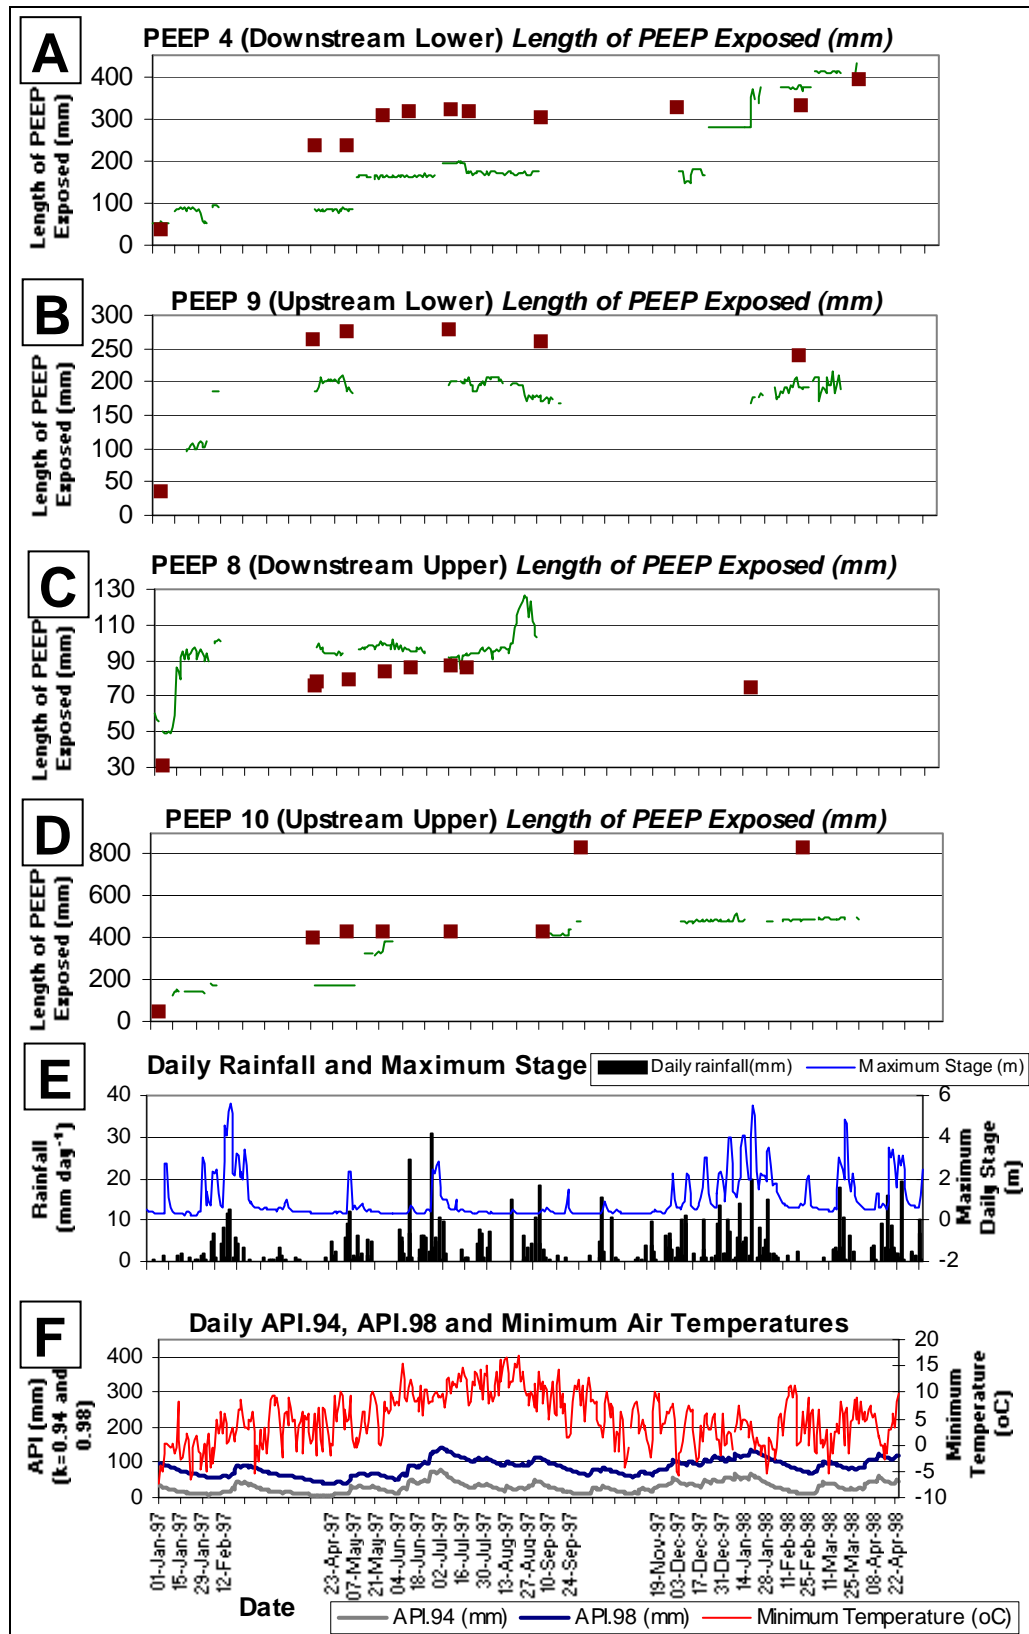 A
PEEP 4 (Downstream Lower) Length of PEEP Exposed (mm)
Length of PEEP
Exposed (mm)
400
300
200
100
0
B
PEEP 9 (Upstream Lower) Length of PEEP Exposed (mm)
Length of PEEP
Exposed (mm)
300
250
200
150
100
50
0
C
PEEP 8 (Downstream Upper) Length of PEEP Exposed (mm)
Length of PEEP
Exposed (mm)
130
110
90
70
50
30
D
PEEP 10 (Upstream Upper) Length of PEEP Exposed (mm)
Length of PEEP
Exposed (mm)
800
600
400
200
0
E
Daily Rainfall and Maximum Stage
Daily rainfall(mm) Maximum Stage (m)
Rainfall
(mm day⁻¹)
40
30
20
10
0
6
4
2
0
-2
Maximum
Daily Stage
(m)
F
Daily API.94, API.98 and Minimum Air Temperatures
API (mm)
(k=0.94 and
0.98)
400
300
200
100
0
20
15
10
5
0
-5
-10
Minimum
Temperature
(oC)
01-Jan-97
15-Jan-97
29-Jan-97
12-Feb-97
23-Apr-97
07-May-97
21-May-97
04-Jun-97
18-Jun-97
02-Jul-97
16-Jul-97
30-Jul-97
13-Aug-97
27-Aug-97
10-Sep-97
24-Sep-97
19-Nov-97
03-Dec-97
17-Dec-97
31-Dec-97
14-Jan-98
28-Jan-98
11-Feb-98
25-Feb-98
11-Mar-98
25-Mar-98
08-Apr-98
22-Apr-98
Date
API.94 (mm) API.98 (mm) Minimum Temperature (oC)